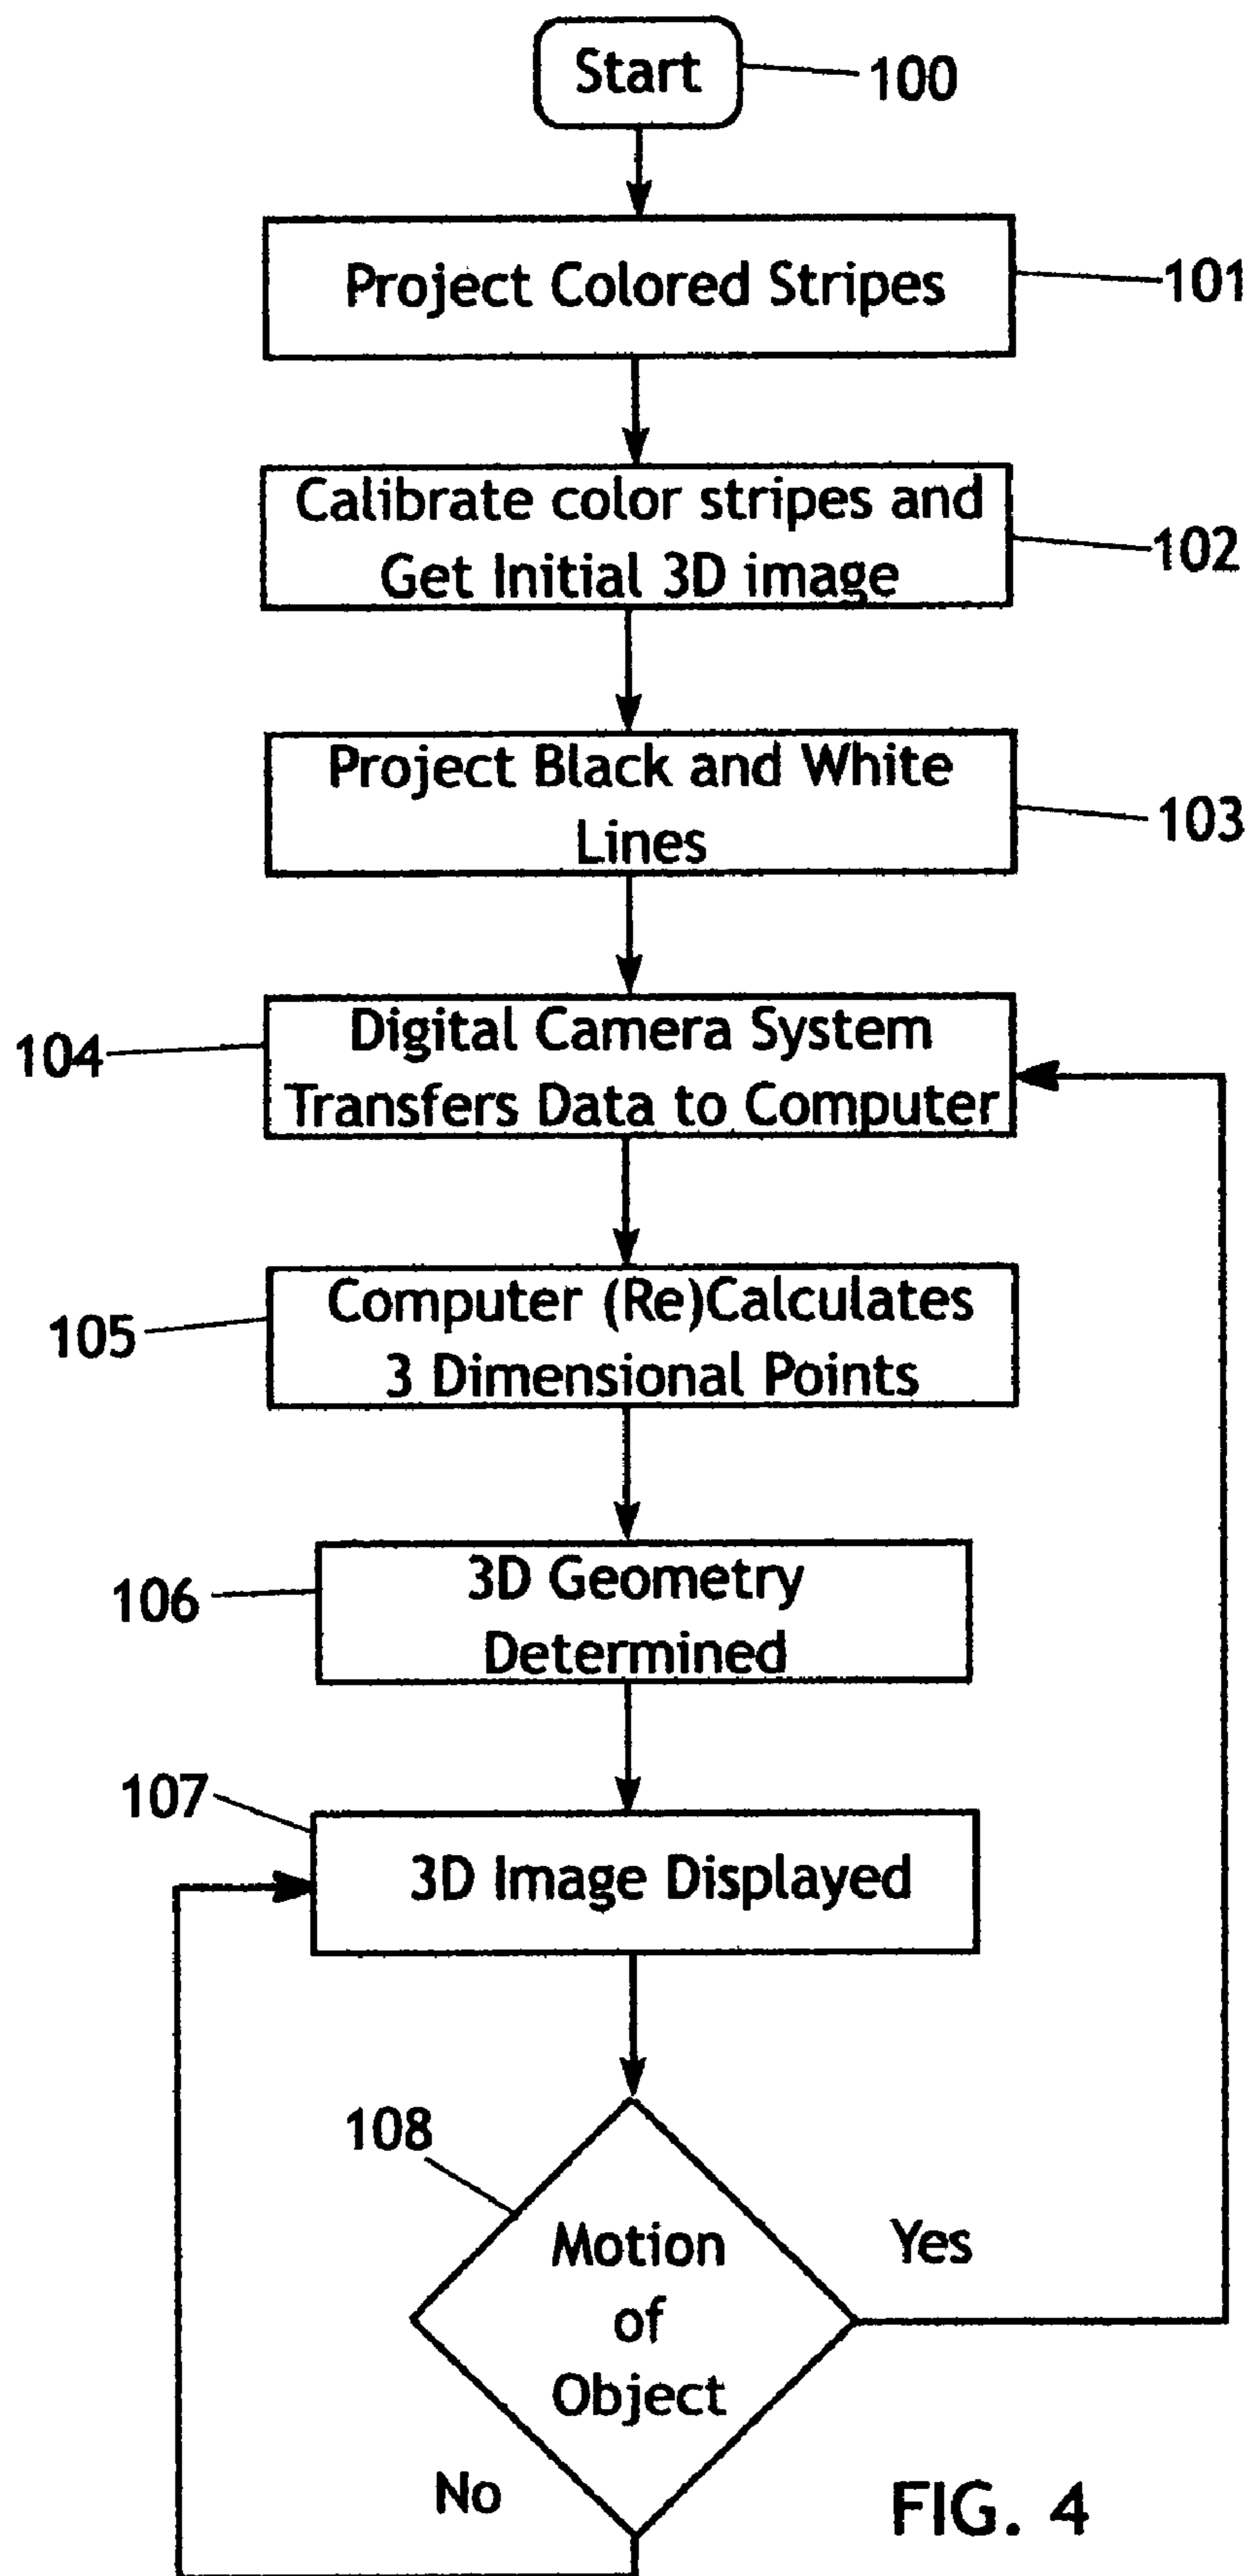 Start
100
Project Colored Stripes
101
Calibrate color stripes and
Get Initial 3D image
102
Project Black and White
Lines
103
104
Digital Camera System
Transfers Data to Computer
105
Computer (Re)Calculates
3 Dimensional Points
106
3D Geometry
Determined
107
3D Image Displayed
108
Motion
of
Object
Yes
No
FIG. 4